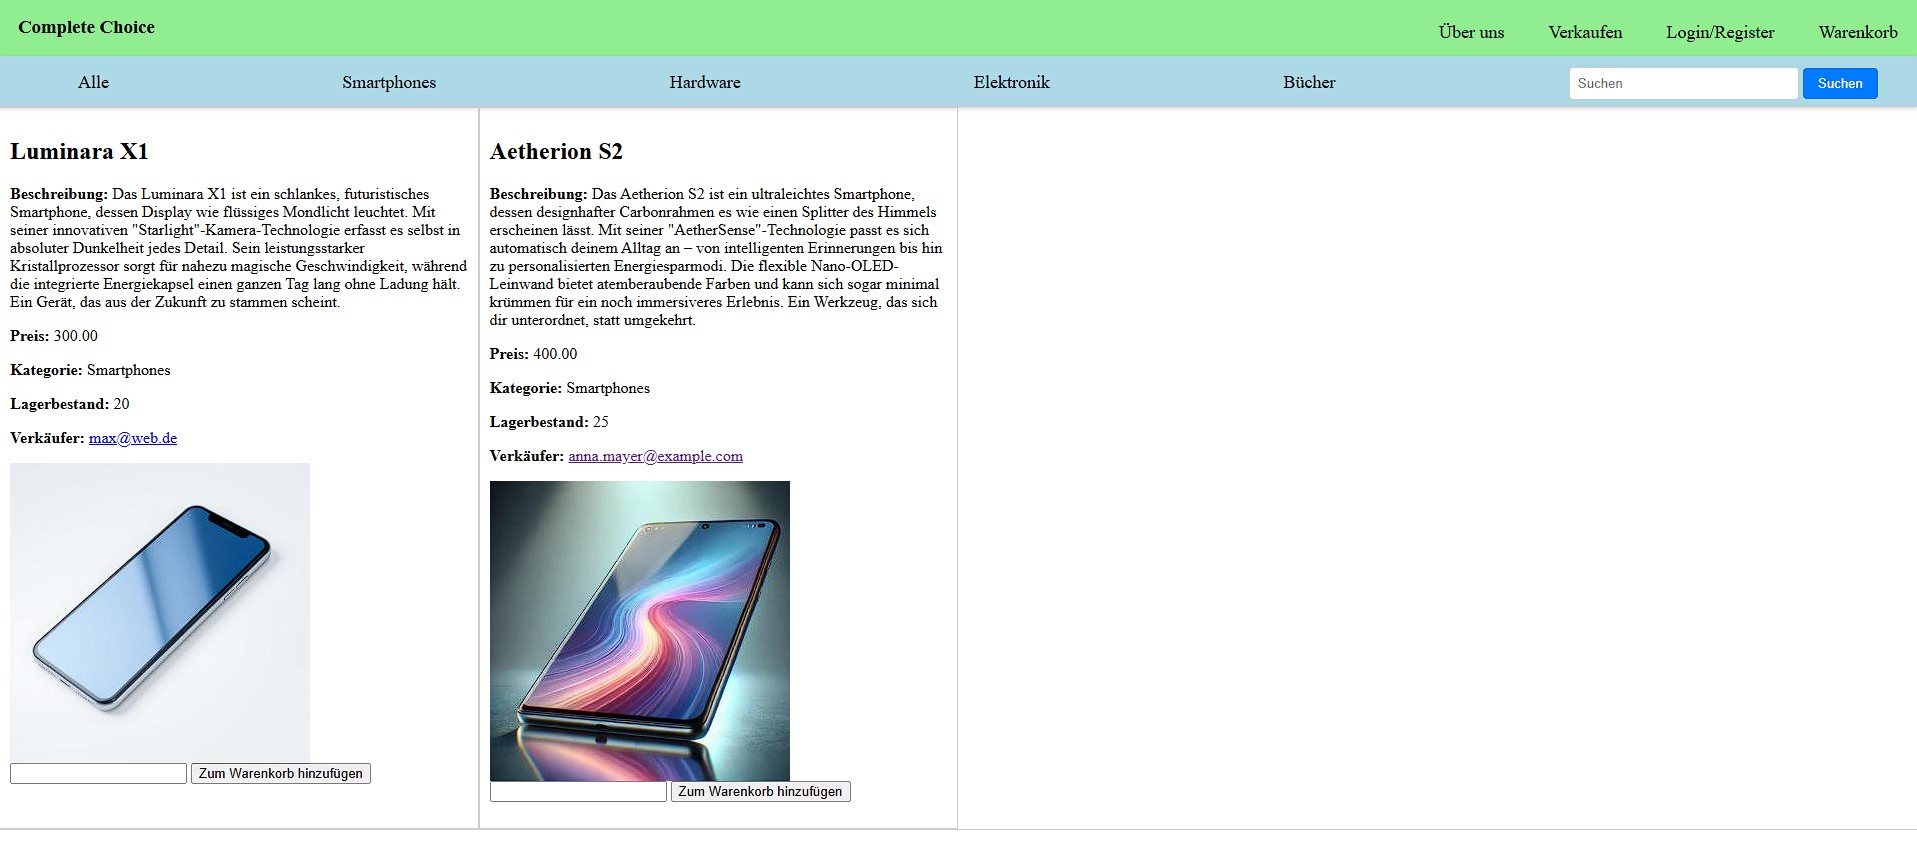 Complete Choice
Über uns Verkaufen Login/Register Warenkorb
Alle Smartphones Hardware Elektronik Bücher Suchen Suchen
Luminara X1
Beschreibung: Das Luminara X1 ist ein schlankes, futuristisches
Smartphone, dessen Display wie flüssiges Mondlicht leuchtet. Mit
seiner innovativen "Starlight"-Kamera-Technologie erfasst es selbst in
absoluter Dunkelheit jedes Detail. Sein leistungsstarker
Kristallprozessor sorgt für nahezu magische Geschwindigkeit, während
die integrierte Energiekapsel einen ganzen Tag lang ohne Ladung hält.
Ein Gerät, das aus der Zukunft zu stammen scheint.
Preis: 300.00
Kategorie: Smartphones
Lagerbestand: 20
Verkäufer: max@web.de
Zum Warenkorb hinzufügen
Aetherion S2
Beschreibung: Das Aetherion S2 ist ein ultraleichtes Smartphone,
dessen designhafter Carbonrahmen es wie einen Splitter des Himmels
erscheinen lässt. Mit seiner "AetherSense"-Technologie passt es sich
automatisch deinem Alltag an – von intelligenten Erinnerungen bis hin
zu personalisierten Energiesparmodi. Die flexible Nano-OLED-
Leinwand bietet atemberaubende Farben und kann sich sogar minimal
krümmen für ein noch immersiveres Erlebnis. Ein Werkzeug, das sich
dir unterordnet, statt umgekehrt.
Preis: 400.00
Kategorie: Smartphones
Lagerbestand: 25
Verkäufer: anna.mayer@example.com
Zum Warenkorb hinzufügen